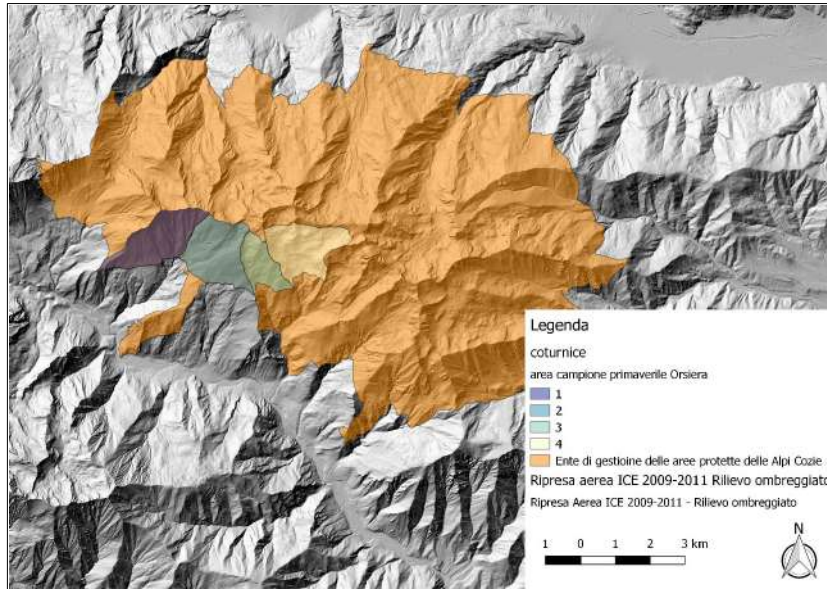 Legenda
coturnice
area campione primaverile Orsiera
1
2
3
4
Ente di gestioine delle aree protette delle Alpi Cozie
Ripresa aerea ICE 2009-2011 Rilievo ombreggiato
Ripresa Aerea ICE 2009-2011 - Rilievo ombreggiato
1 0 1 2 3 km
N